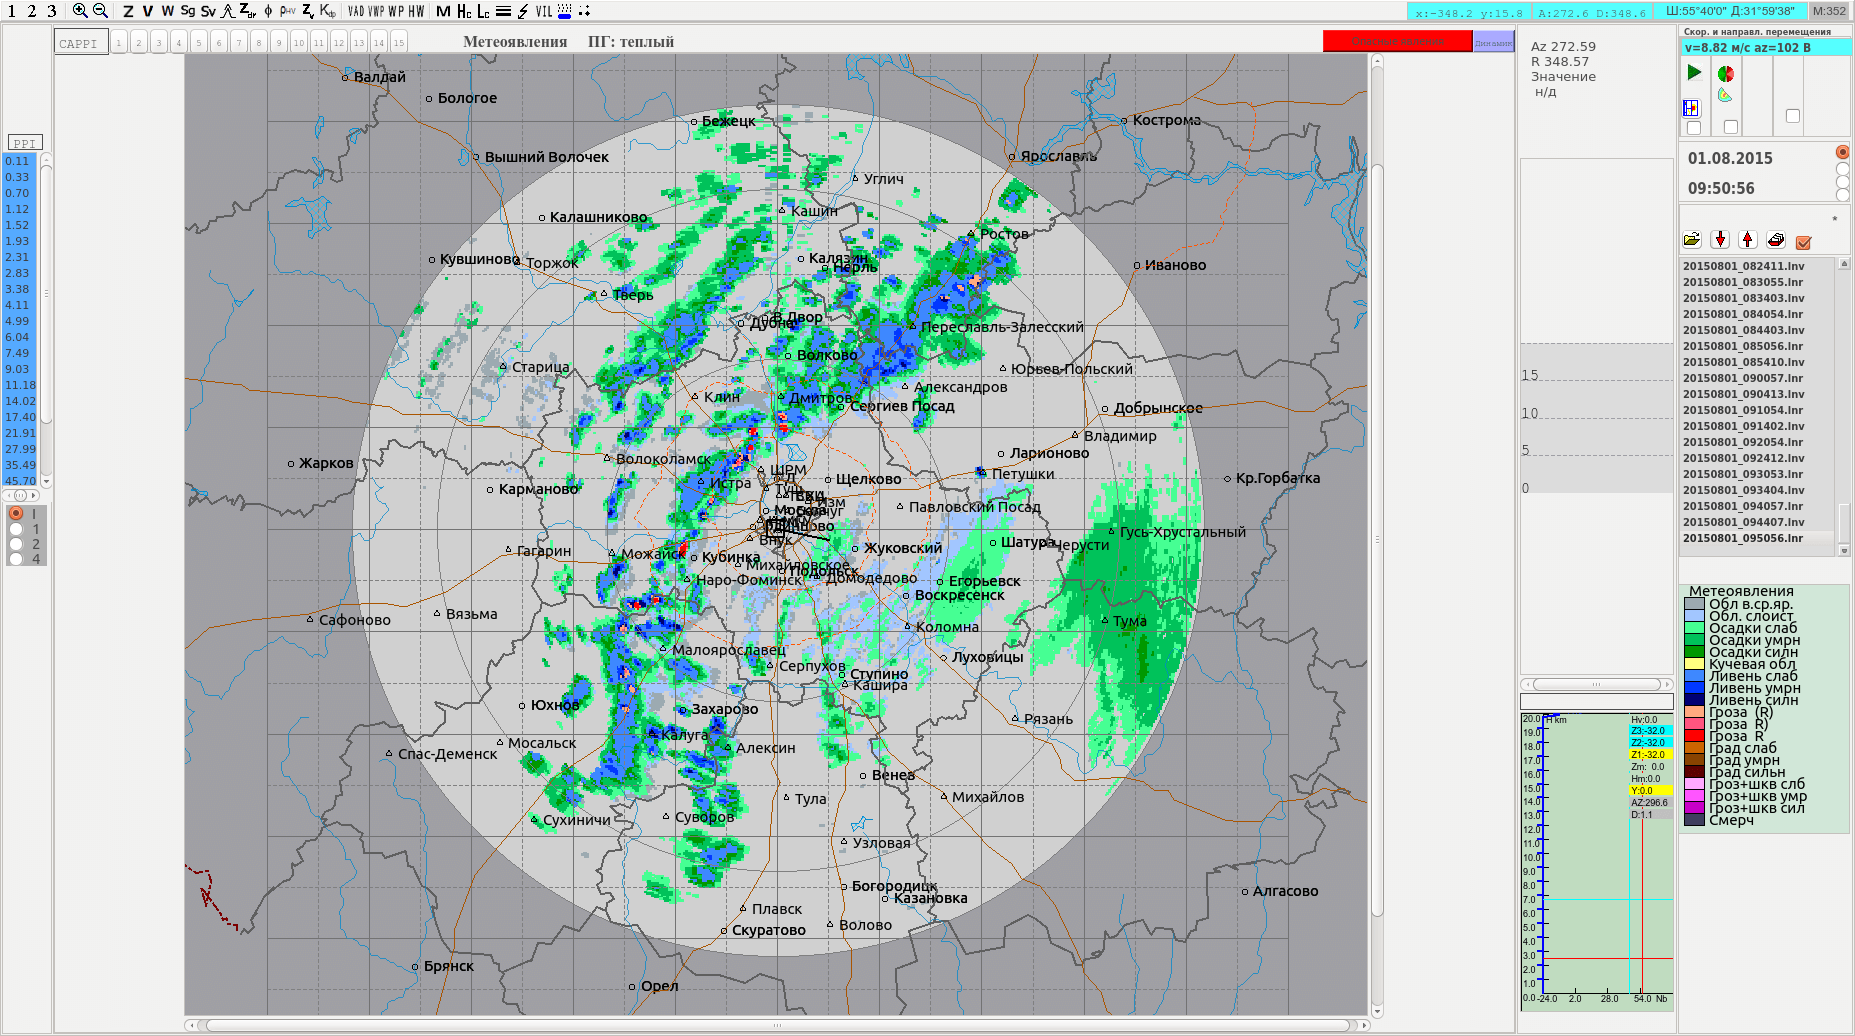 1 2 3 Z V W Sg Sv Zdr ϕ ρHV Zv Kdr VAD VWP WP HW M Hc Lc VIL
x:-348.2 y:15.8 A:272.6 D:348.6 Ш:55°40'0" Д:31°59'38" М:352
CAPPI 1 2 3 4 5 6 7 8 9 10 11 12 13 14 15
Метеоявления ПГ: теплый
Динамик
PPI
0.11
0.33
0.70
1.12
1.52
1.93
2.31
2.83
3.38
4.11
4.99
6.04
7.49
9.03
11.18
14.02
17.40
21.91
27.99
35.49
45.70
I
1
2
4
Валдай
Бологое
Бежецк
Кострома
Вышний Волочек
Ярославль
Углич
Калашниково
Кашин
Ростов
Кувшиново
Торжок
Калязин
Нерль
Иваново
Тверь
Дубна
В.Двор
Переславль-Залесский
Волково
Старица
Юрьев-Польский
Александров
Клин
Дмитров
Сергиев Посад
Добрынское
Владимир
Жарков
Волоколамск
Ларионово
ШРМ
Петушки
Истра
Щелково
Кр.Горбатка
Карманово
Павловский Посад
Москва
Гусь-Хрустальный
Внук
Жуковский
Шатура
Черусти
Гагарин
Можайск
Кубинка
Михайловское
Подольск
Наро-Фоминск
Домодедово
Егорьевск
Воскресенск
Вязьма
Сафоново
Коломна
Тума
Малоярославец
Серпухов
Луховицы
Ступино
Кашира
Юхнов
Захарово
Рязань
Мосальск
Калуга
Алексин
Спас-Деменск
Венев
Тула
Михайлов
Сухиничи
Суворов
Узловая
Богородицк
Казановка
Алгасово
Плавск
Скуратово
Волово
Брянск
Орел
Az 272.59
R 348.57
Значение
н/д
15
10
5
0
20.0
19.0
18.0
17.0
16.0
15.0
14.0
13.0
12.0
11.0
10.0
9.0
8.0
7.0
6.0
5.0
4.0
3.0
2.0
1.0
0.0
H km
Hv:0.0
Z3:-32.0
Z2:-32.0
Z1:-32.0
Zm: 0.0
Hm:0.0
Y:0.0
AZ:296.6
D:1.1
-24.0 2.0 28.0 54.0 Nb
Скор. и направл. перемещения
v=8.82 м/с az=102 В
01.08.2015
09:50:56
*
20150801_082411.lnv
20150801_083055.lnr
20150801_083403.lnv
20150801_084054.lnr
20150801_084403.lnv
20150801_085056.lnr
20150801_085410.lnv
20150801_090057.lnr
20150801_090413.lnv
20150801_091054.lnr
20150801_091402.lnv
20150801_092054.lnr
20150801_092412.lnv
20150801_093053.lnr
20150801_093404.lnv
20150801_094057.lnr
20150801_094407.lnv
20150801_095056.lnr
Метеоявления
Обл в.ср.яр.
Обл. слоист
Осадки слаб
Осадки умрн
Осадки силн
Кучевая обл
Ливень слаб
Ливень умрн
Ливень силн
Гроза (R)
Гроза R)
Гроза R
Град слаб
Град умрн
Град сильн
Гроз+шкв слб
Гроз+шкв умр
Гроз+шкв сил
Смерч